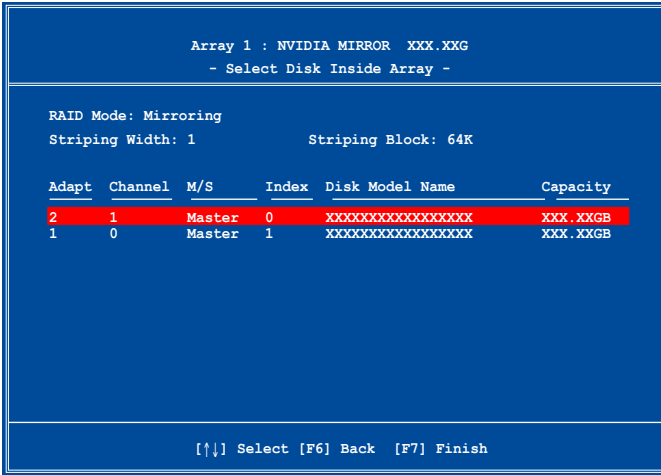 Array 1 : NVIDIA MIRROR XXX.XXG
- Select Disk Inside Array -
RAID Mode: Mirroring
Striping Width: 1 Striping Block: 64K
Adapt Channel M/S Index Disk Model Name Capacity
2 1 Master 0 XXXXXXXXXXXXXXXXX XXX.XXGB
1 0 Master 1 XXXXXXXXXXXXXXXXX XXX.XXGB
[↑↓] Select [F6] Back [F7] Finish